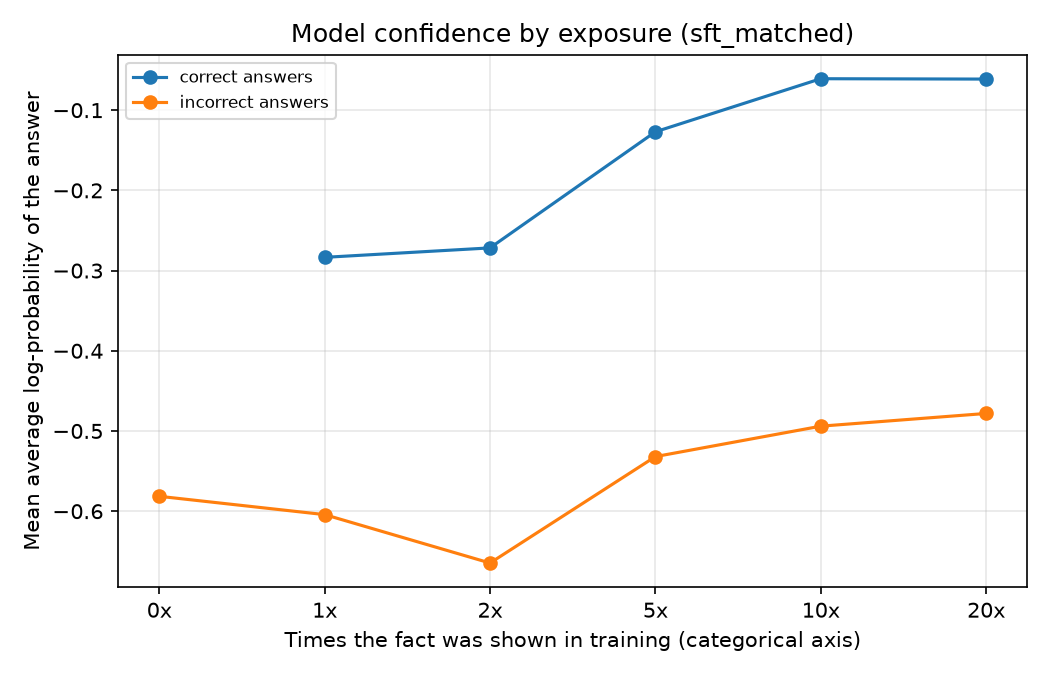 Model confidence by exposure (sft_matched)
correct answers
incorrect answers
Mean average log-probability of the answer
−0.1
−0.2
−0.3
−0.4
−0.5
−0.6
0x 1x 2x 5x 10x 20x
Times the fact was shown in training (categorical axis)